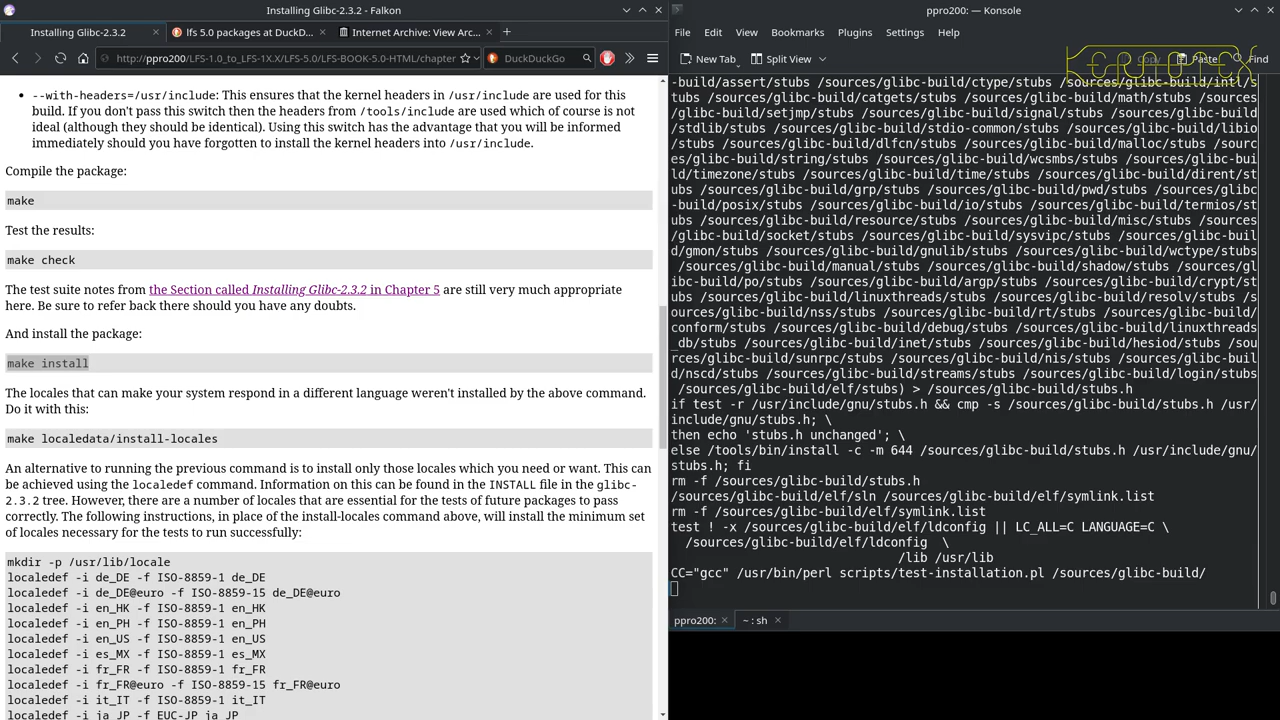 Installing Glibc-2.3.2 - Falkon
Installing Glibc-2.3.2
lfs 5.0 packages at DuckD...
Internet Archive: View Arc...
http://ppro200/LFS-1.0_to_LFS-1X.X/LFS-5.0/LFS-BOOK-5.0-HTML/chapter
DuckDuckGo
--with-headers=/usr/include: This ensures that the kernel headers in /usr/include are used for this
build. If you don't pass this switch then the headers from /tools/include are used which of course is not
ideal (although they should be identical). Using this switch has the advantage that you will be informed
immediately should you have forgotten to install the kernel headers into /usr/include.
Compile the package:
make
Test the results:
make check
The test suite notes from the Section called Installing Glibc-2.3.2 in Chapter 5 are still very much appropriate
here. Be sure to refer back there should you have any doubts.
And install the package:
make install
The locales that can make your system respond in a different language weren't installed by the above command.
Do it with this:
make localedata/install-locales
An alternative to running the previous command is to install only those locales which you need or want. This can
be achieved using the localedef command. Information on this can be found in the INSTALL file in the glibc-
2.3.2 tree. However, there are a number of locales that are essential for the tests of future packages to pass
correctly. The following instructions, in place of the install-locales command above, will install the minimum set
of locales necessary for the tests to run successfully:
mkdir -p /usr/lib/locale
localedef -i de_DE -f ISO-8859-1 de_DE
localedef -i de_DE@euro -f ISO-8859-15 de_DE@euro
localedef -i en_HK -f ISO-8859-1 en_HK
localedef -i en_PH -f ISO-8859-1 en_PH
localedef -i en_US -f ISO-8859-1 en_US
localedef -i es_MX -f ISO-8859-1 es_MX
localedef -i fr_FR -f ISO-8859-1 fr_FR
localedef -i fr_FR@euro -f ISO-8859-15 fr_FR@euro
localedef -i it_IT -f ISO-8859-1 it_IT
localedef -i ja_JP -f EUC-JP ja_JP
ppro200: — Konsole
File Edit View Bookmarks Plugins Settings Help
New Tab Split View Copy Paste Find
-build/assert/stubs /sources/glibc-build/ctype/stubs /sources/glibc-build/intl/s
tubs /sources/glibc-build/catgets/stubs /sources/glibc-build/math/stubs /sources
/glibc-build/setjmp/stubs /sources/glibc-build/signal/stubs /sources/glibc-build
/stdlib/stubs /sources/glibc-build/stdio-common/stubs /sources/glibc-build/libio
/stubs /sources/glibc-build/dlfcn/stubs /sources/glibc-build/malloc/stubs /sourc
es/glibc-build/string/stubs /sources/glibc-build/wcsmbs/stubs /sources/glibc-bui
ld/timezone/stubs /sources/glibc-build/time/stubs /sources/glibc-build/dirent/st
ubs /sources/glibc-build/grp/stubs /sources/glibc-build/pwd/stubs /sources/glibc
-build/posix/stubs /sources/glibc-build/io/stubs /sources/glibc-build/termios/st
ubs /sources/glibc-build/resource/stubs /sources/glibc-build/misc/stubs /sources
/glibc-build/socket/stubs /sources/glibc-build/sysvipc/stubs /sources/glibc-buil
d/gmon/stubs /sources/glibc-build/gnulib/stubs /sources/glibc-build/wctype/stubs
/sources/glibc-build/manual/stubs /sources/glibc-build/shadow/stubs /sources/gl
ibc-build/po/stubs /sources/glibc-build/argp/stubs /sources/glibc-build/crypt/st
ubs /sources/glibc-build/linuxthreads/stubs /sources/glibc-build/resolv/stubs /s
ources/glibc-build/nss/stubs /sources/glibc-build/rt/stubs /sources/glibc-build/
conform/stubs /sources/glibc-build/debug/stubs /sources/glibc-build/linuxthreads
_db/stubs /sources/glibc-build/inet/stubs /sources/glibc-build/hesiod/stubs /sou
rces/glibc-build/sunrpc/stubs /sources/glibc-build/nis/stubs /sources/glibc-buil
d/nscd/stubs /sources/glibc-build/streams/stubs /sources/glibc-build/login/stubs
/sources/glibc-build/elf/stubs) > /sources/glibc-build/stubs.h
if test -r /usr/include/gnu/stubs.h && cmp -s /sources/glibc-build/stubs.h /usr/
include/gnu/stubs.h; \
then echo 'stubs.h unchanged'; \
else /tools/bin/install -c -m 644 /sources/glibc-build/stubs.h /usr/include/gnu/
stubs.h; fi
rm -f /sources/glibc-build/stubs.h
/sources/glibc-build/elf/sln /sources/glibc-build/elf/symlink.list
rm -f /sources/glibc-build/elf/symlink.list
test ! -x /sources/glibc-build/elf/ldconfig || LC_ALL=C LANGUAGE=C \
/sources/glibc-build/elf/ldconfig \
/lib /usr/lib
CC="gcc" /usr/bin/perl scripts/test-installation.pl /sources/glibc-build/
ppro200:
~ : sh